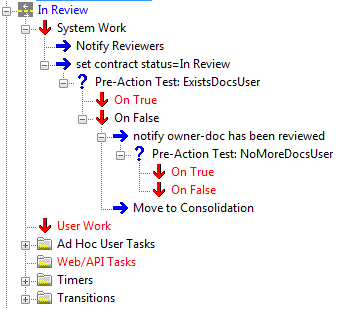 In Review
System Work
Notify Reviewers
set contract status=In Review
? Pre-Action Test: ExistsDocsUser
On True
On False
notify owner-doc has been reviewed
? Pre-Action Test: NoMoreDocsUser
On True
On False
Move to Consolidation
User Work
Ad Hoc User Tasks
Web/API Tasks
Timers
Transitions